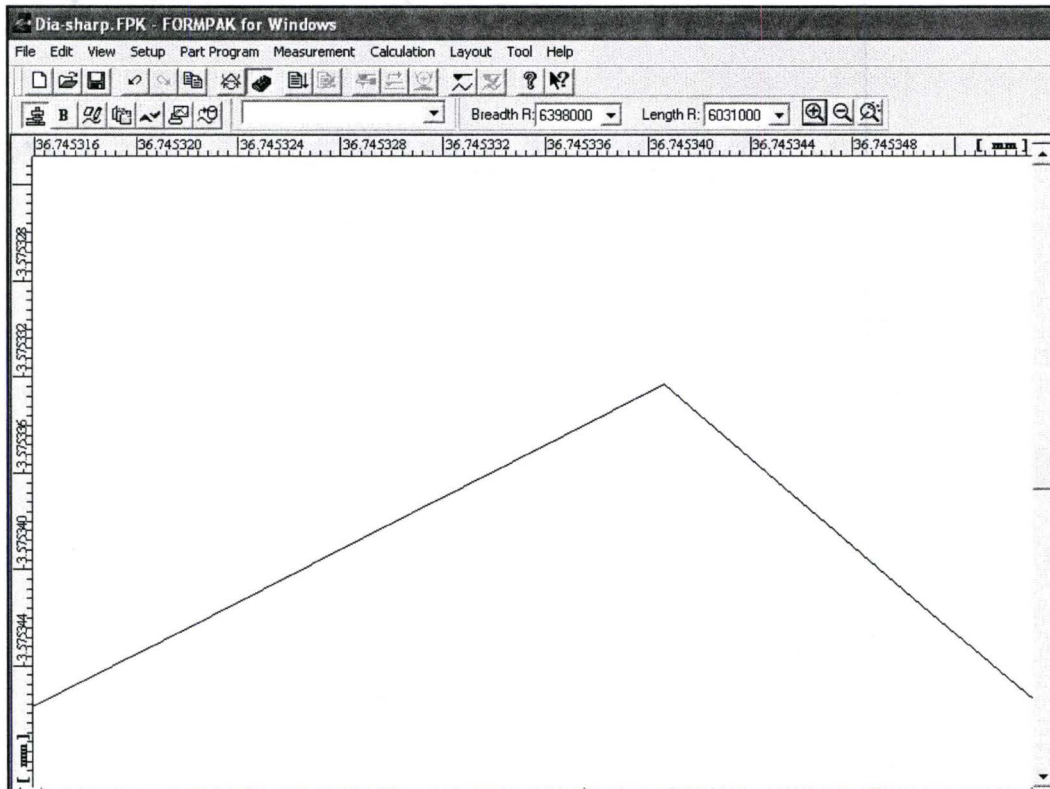 Dia-sharp.FPK - FORMPAK for Windows
File Edit View Setup Part Program Measurement Calculation Layout Tool Help
B Breadth R: 6398000 Length R: 6031000
36.745316 36.745320 36.745324 36.745328 36.745332 36.745336 36.745340 36.745344 36.745348 [ mm ]
-3.575328
-3.575332
-3.575336
-3.575340
-3.575344
[ mm ]